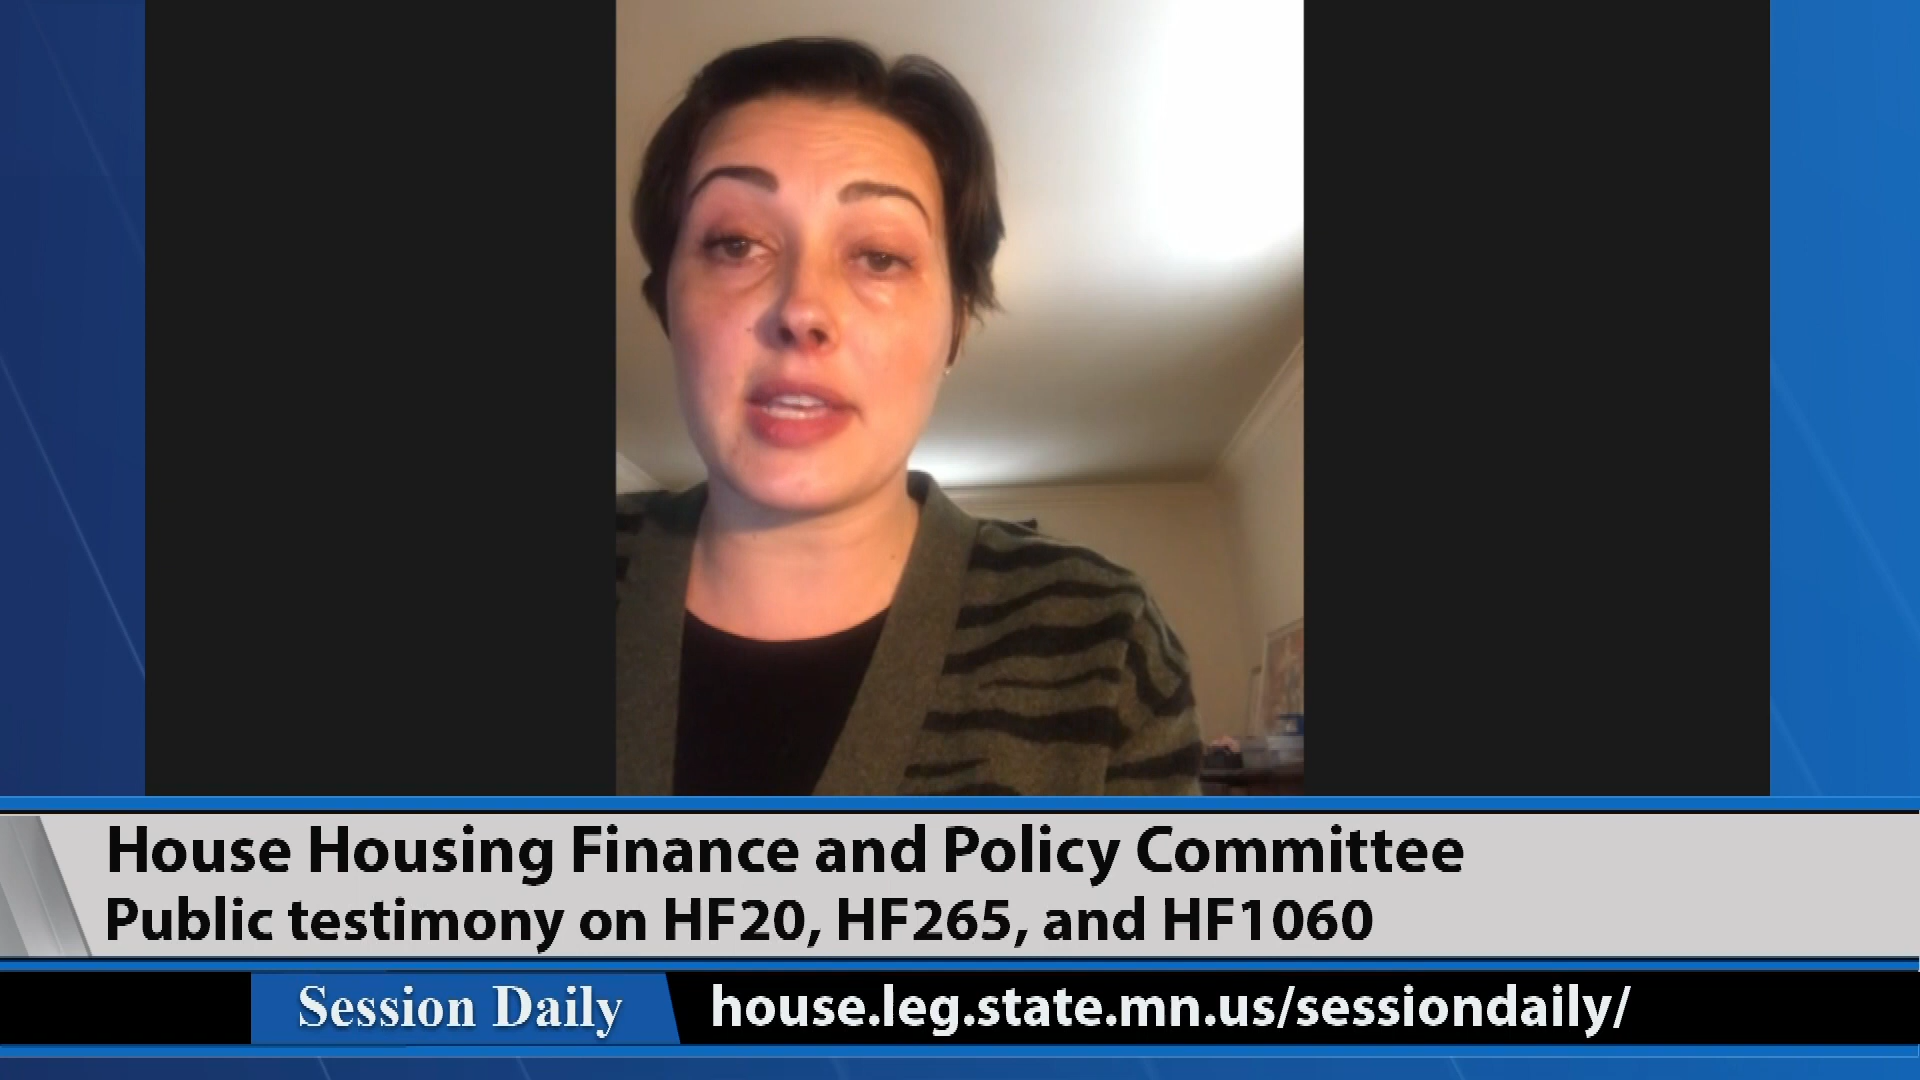 House Housing Finance and Policy Committee
Public testimony on HF20, HF265, and HF1060
Session Daily house.leg.state.mn.us/sessiondaily/